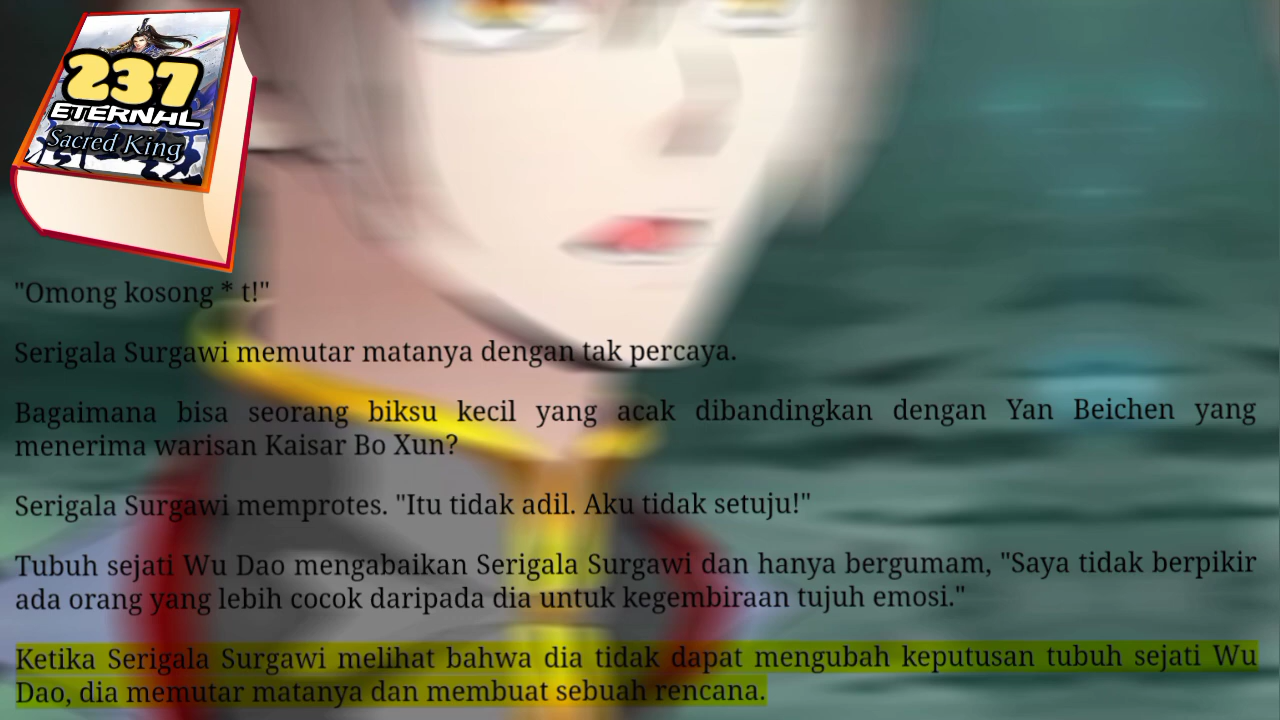 237
ETERNAL
Sacred King
"Omong kosong * t!"
Serigala Surgawi memutar matanya dengan tak percaya.
Bagaimana bisa seorang biksu kecil yang acak dibandingkan dengan Yan Beichen yang
menerima warisan Kaisar Bo Xun?
Serigala Surgawi memprotes. "Itu tidak adil. Aku tidak setuju!"
Tubuh sejati Wu Dao mengabaikan Serigala Surgawi dan hanya bergumam, "Saya tidak berpikir
ada orang yang lebih cocok daripada dia untuk kegembiraan tujuh emosi."
Ketika Serigala Surgawi melihat bahwa dia tidak dapat mengubah keputusan tubuh sejati Wu
Dao, dia memutar matanya dan membuat sebuah rencana.